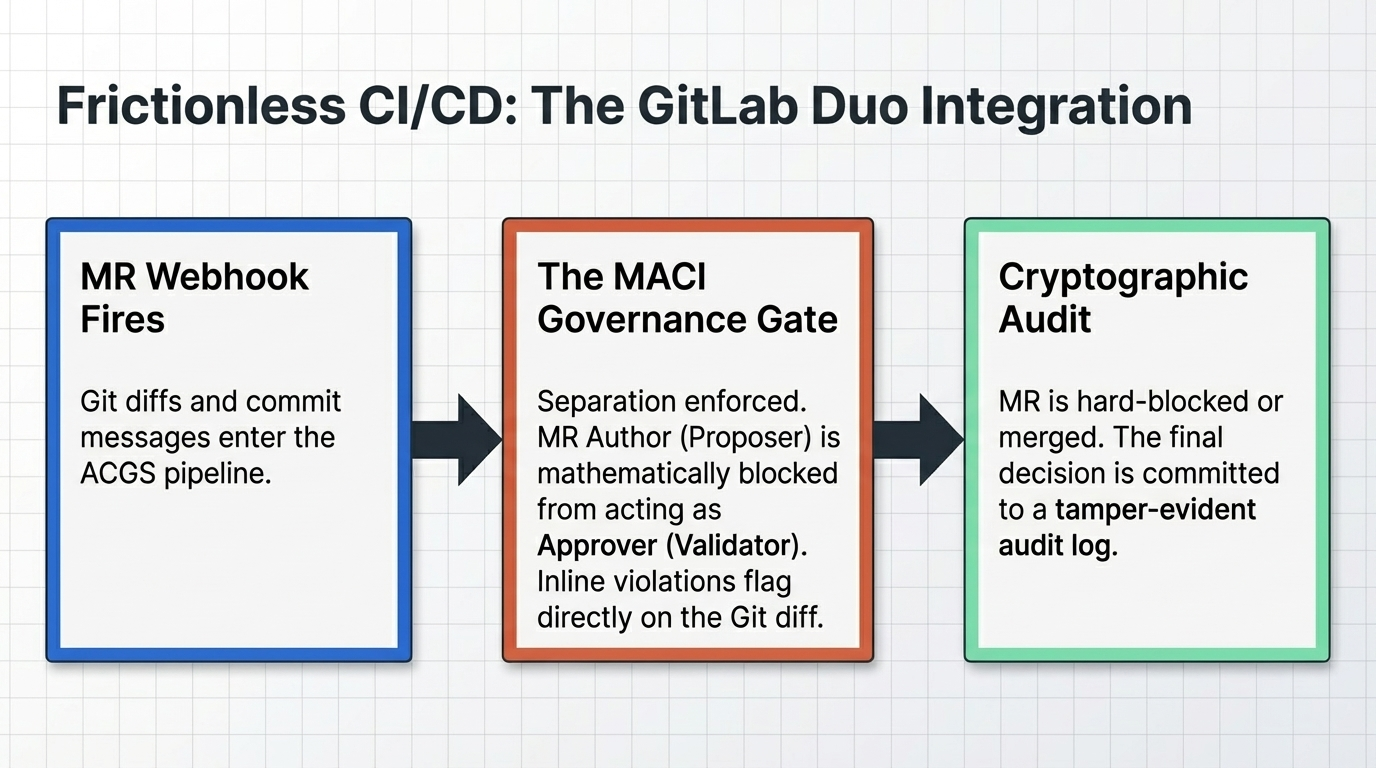 Frictionless CI/CD: The GitLab Duo Integration
MR Webhook
Fires
Git diffs and commit
messages enter the
ACGS pipeline.
The MACI
Governance Gate
Separation enforced.
MR Author (Proposer) is
mathematically blocked
from acting as
Approver (Validator).
Inline violations flag
directly on the Git diff.
Cryptographic
Audit
MR is hard-blocked or
merged. The final
decision is committed
to a tamper-evident
audit log.